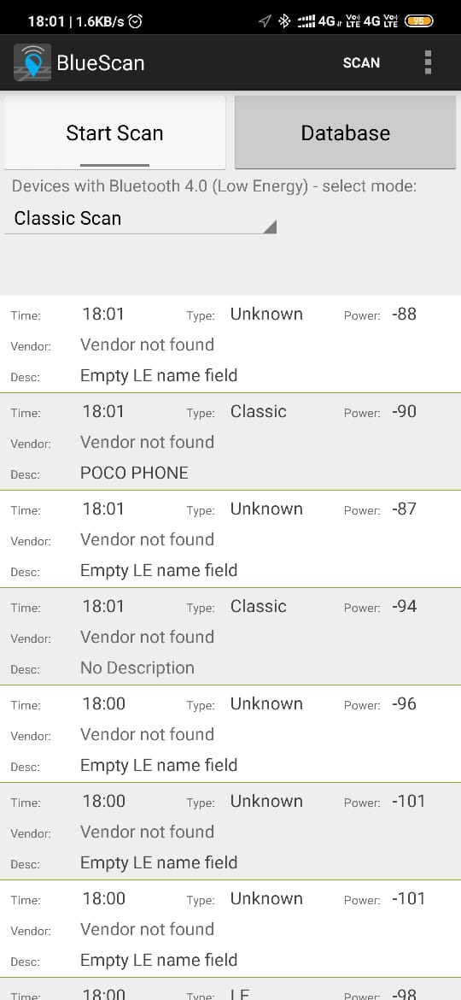 18:01 | 1.6KB/s 4G Vo) LTE 4G Vo) LTE 95
BlueScan SCAN
Start Scan Database
Devices with Bluetooth 4.0 (Low Energy) - select mode:
Classic Scan
Time: 18:01 Type: Unknown Power: -88
Vendor: Vendor not found
Desc: Empty LE name field
Time: 18:01 Type: Classic Power: -90
Vendor: Vendor not found
Desc: POCO PHONE
Time: 18:01 Type: Unknown Power: -87
Vendor: Vendor not found
Desc: Empty LE name field
Time: 18:01 Type: Classic Power: -94
Vendor: Vendor not found
Desc: No Description
Time: 18:00 Type: Unknown Power: -96
Vendor: Vendor not found
Desc: Empty LE name field
Time: 18:00 Type: Unknown Power: -101
Vendor: Vendor not found
Desc: Empty LE name field
Time: 18:00 Type: Unknown Power: -101
Vendor: Vendor not found
Desc: Empty LE name field
Time: 18:00 Type: LE Power: -98